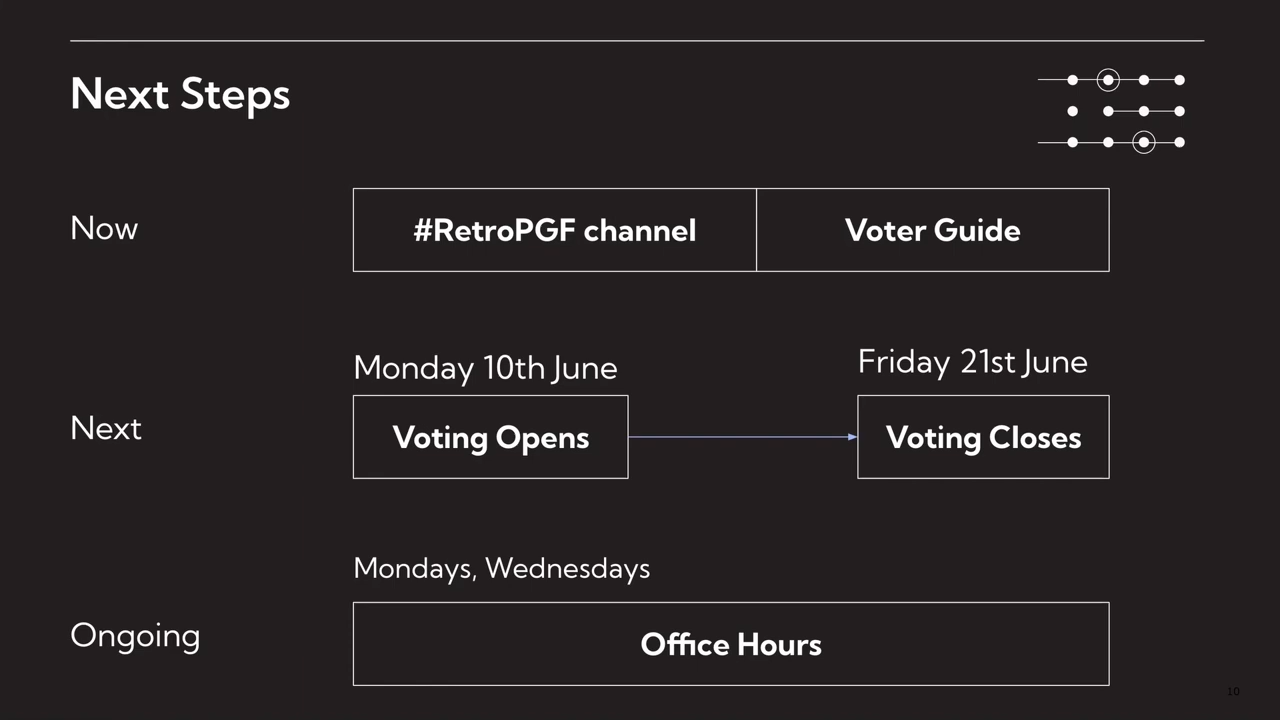 Next Steps
Now
#RetroPGF channel
Voter Guide
Monday 10th June
Friday 21st June
Next
Voting Opens
Voting Closes
Mondays, Wednesdays
Ongoing
Office Hours
10